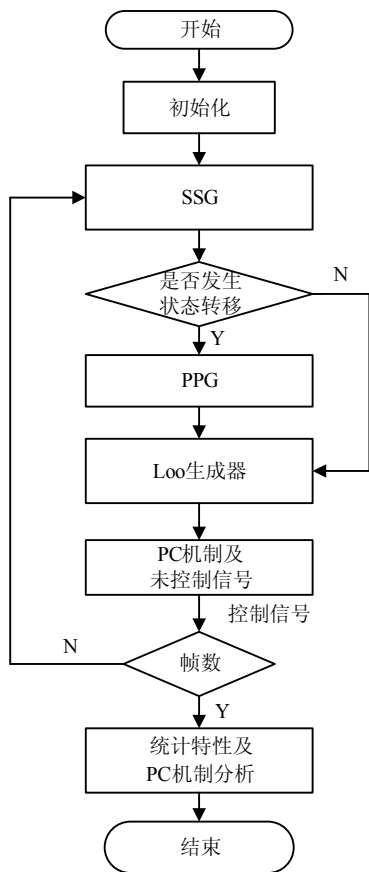 开始
初始化
SSG
是否发生
状态转移
N
Y
PPG
Loo生成器
PC机制及
未控制信号
控制信号
N
帧数
Y
统计特性及
PC机制分析
结束